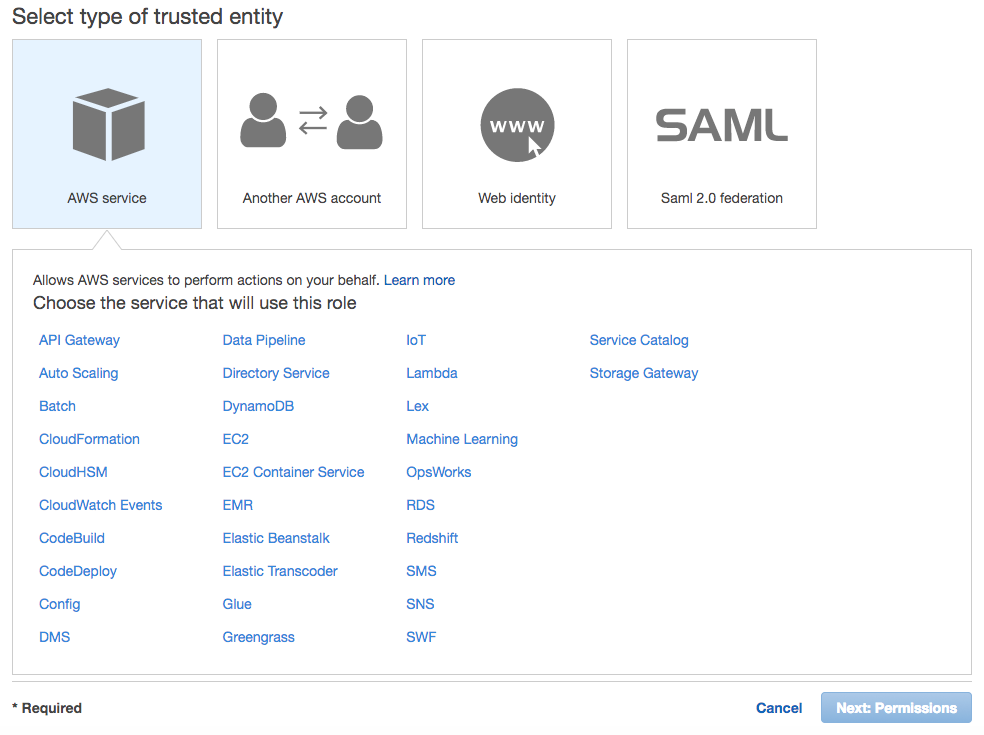 Select type of trusted entity
www
SAML
AWS service
Another AWS account
Web identity
Saml 2.0 federation
Allows AWS services to perform actions on your behalf. Learn more
Choose the service that will use this role
API Gateway
Data Pipeline
IoT
Service Catalog
Auto Scaling
Directory Service
Lambda
Storage Gateway
Batch
DynamoDB
Lex
CloudFormation
EC2
Machine Learning
CloudHSM
EC2 Container Service
OpsWorks
CloudWatch Events
EMR
RDS
CodeBuild
Elastic Beanstalk
Redshift
CodeDeploy
Elastic Transcoder
SMS
Config
Glue
SNS
DMS
Greengrass
SWF
* Required
Cancel
Next: Permissions